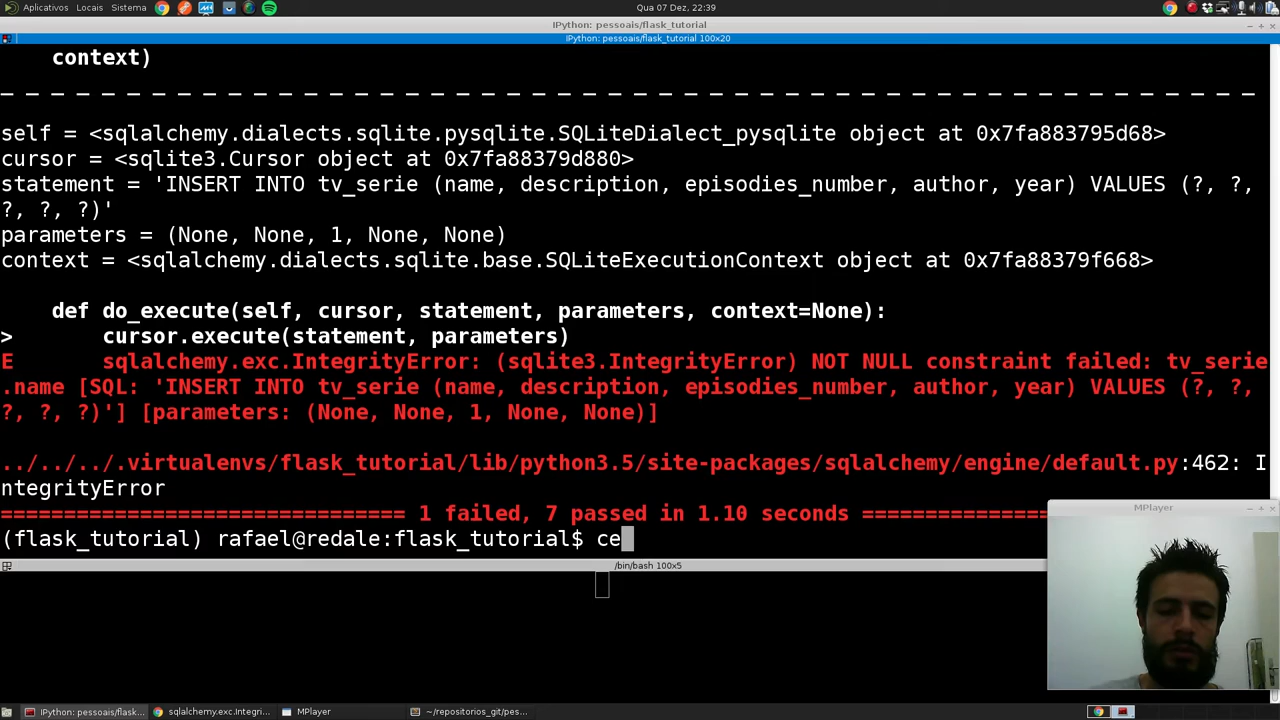 Aplicativos Locais Sistema Qua 07 Dez, 22:39
IPython: pessoais/flask_tutorial
IPython: pessoais/flask_tutorial 100x20
context)
self = <sqlalchemy.dialects.sqlite.pysqlite.SQLiteDialect_pysqlite object at 0x7fa883795d68>
cursor = <sqlite3.Cursor object at 0x7fa88379d880>
statement = 'INSERT INTO tv_serie (name, description, episodies_number, author, year) VALUES (?, ?,
?, ?, ?)'
parameters = (None, None, 1, None, None)
context = <sqlalchemy.dialects.sqlite.base.SQLiteExecutionContext object at 0x7fa88379f668>
def do_execute(self, cursor, statement, parameters, context=None):
> cursor.execute(statement, parameters)
E sqlalchemy.exc.IntegrityError: (sqlite3.IntegrityError) NOT NULL constraint failed: tv_serie
.name [SQL: 'INSERT INTO tv_serie (name, description, episodies_number, author, year) VALUES (?, ?,
?, ?, ?)'] [parameters: (None, None, 1, None, None)]
../../../.virtualenvs/flask_tutorial/lib/python3.5/site-packages/sqlalchemy/engine/default.py:462: I
ntegrityError
================================ 1 failed, 7 passed in 1.10 seconds ===============
MPlayer
(flask_tutorial) rafael@redale:flask_tutorial$ ce
/bin/bash 100x5
IPython: pessoais/flask... sqlalchemy.exc.Integri... MPlayer ~/repositorios_git/pes...